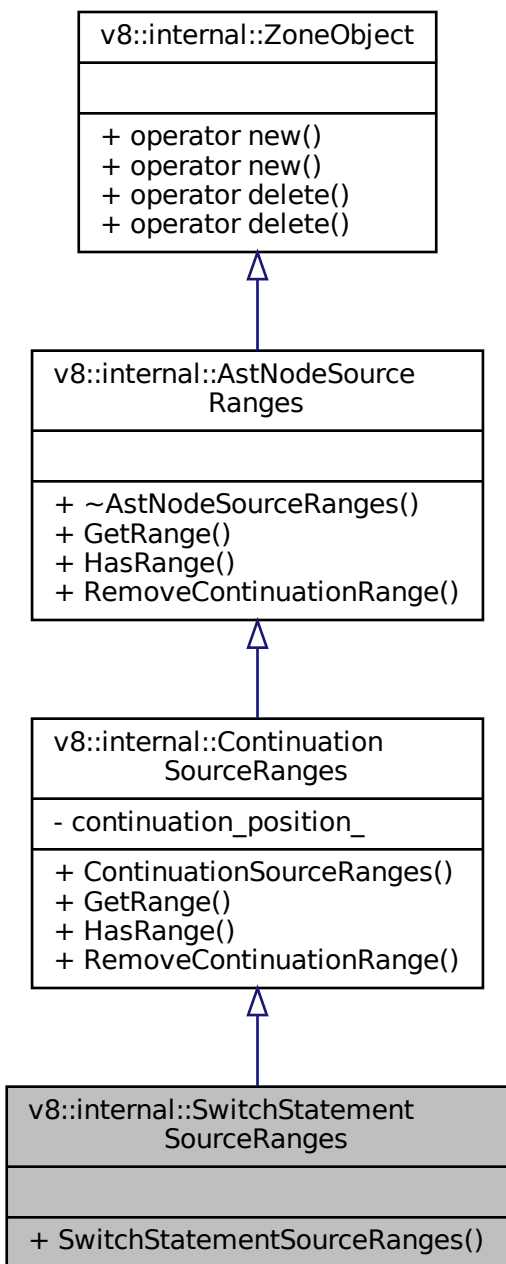 v8::internal::ZoneObject
+ operator new()
+ operator new()
+ operator delete()
+ operator delete()
v8::internal::AstNodeSource
Ranges
+ ~AstNodeSourceRanges()
+ GetRange()
+ HasRange()
+ RemoveContinuationRange()
v8::internal::Continuation
SourceRanges
- continuation_position_
+ ContinuationSourceRanges()
+ GetRange()
+ HasRange()
+ RemoveContinuationRange()
v8::internal::SwitchStatement
SourceRanges
+ SwitchStatementSourceRanges()